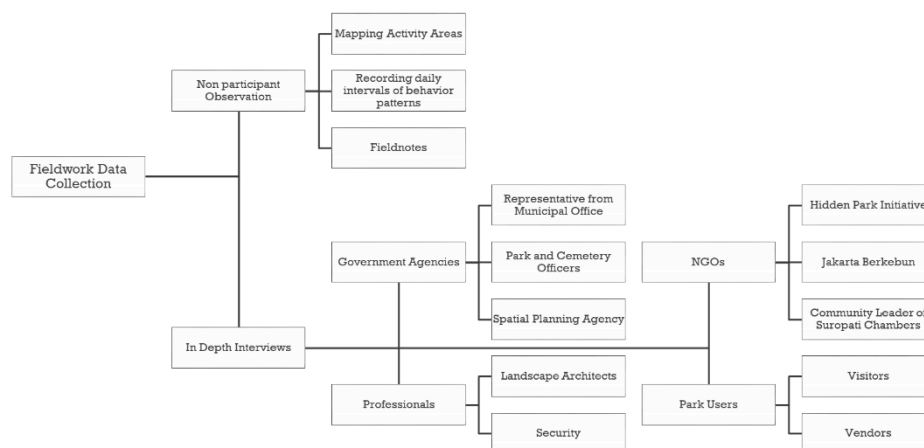 Mapping Activity Areas
Non participant
Observation
Recording daily
intervals of behavior
patterns
Fieldnotes
Fieldwork Data
Collection
Representative from
Municipal Office
Hidden Park Initiative
Government Agencies
Park and Cemetery
Officers
NGOs
Jakarta Berkebun
Spatial Planning Agency
Community Leader of
Suropati Chambers
In Depth Interviews
Landscape Architects
Visitors
Professionals
Park Users
Security
Vendors